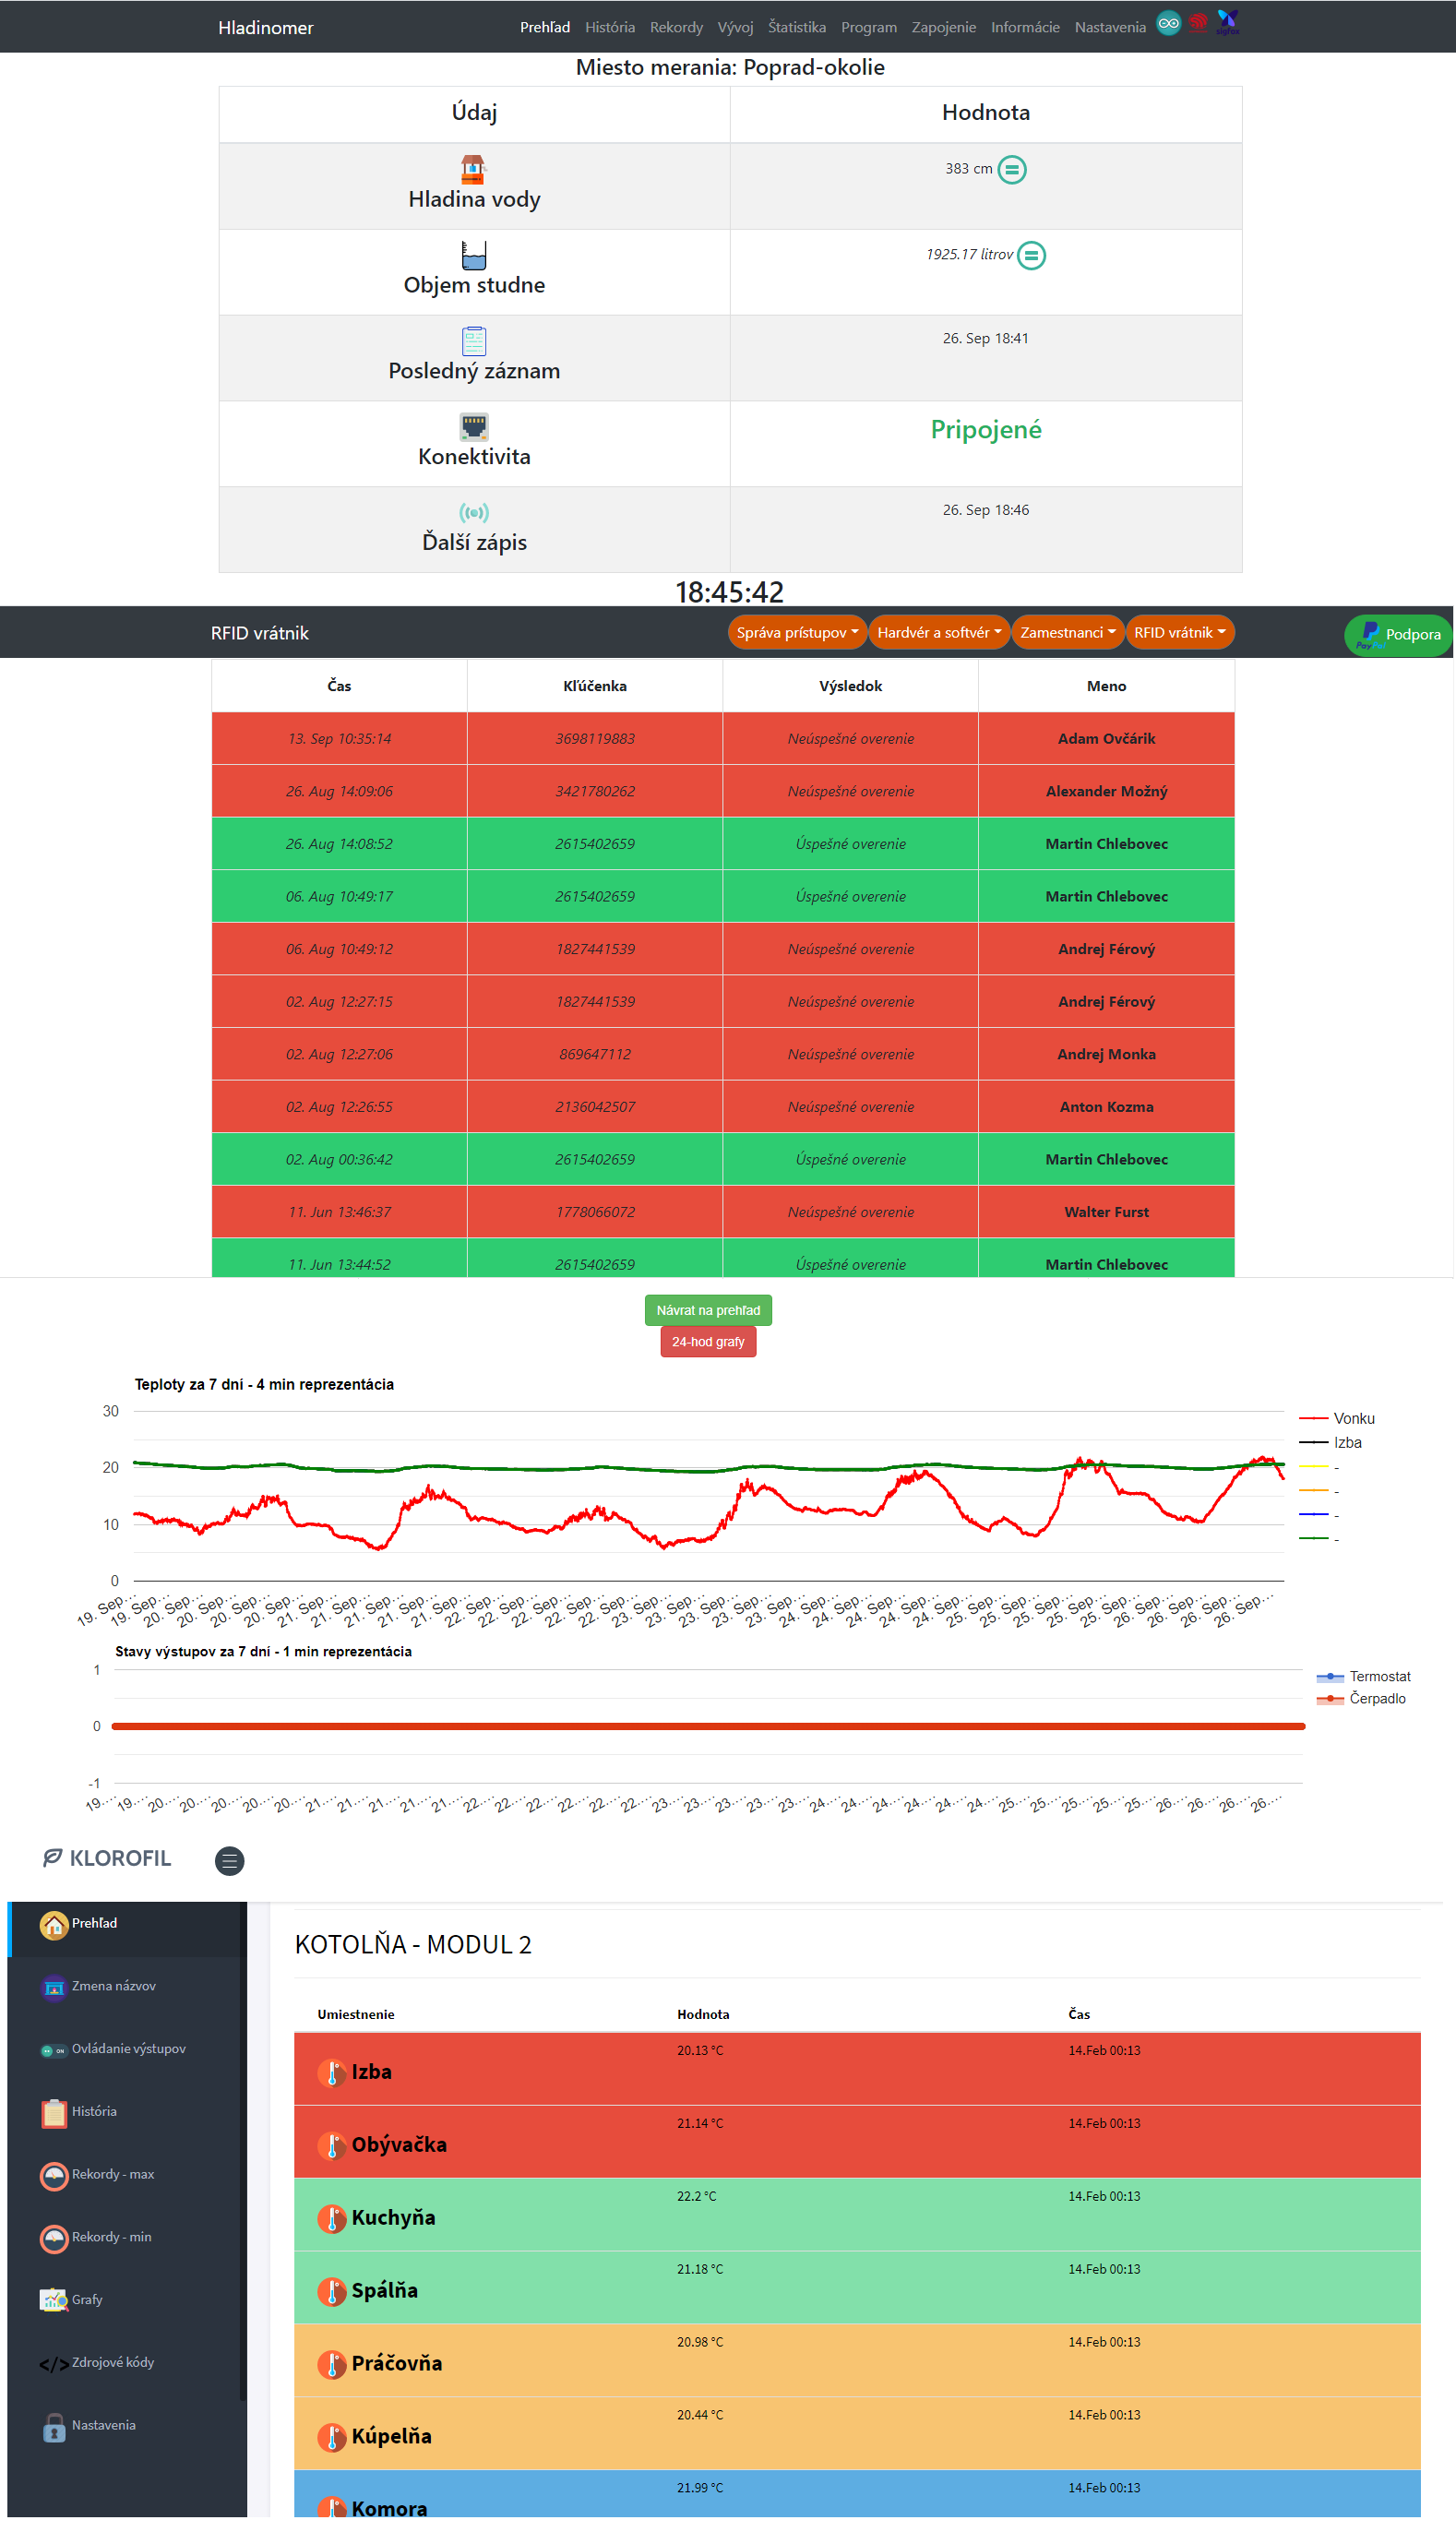 Hladinomer
Prehľad História Rekordy Vývoj Štatistika Program Zapojenie Informácie Nastavenia sigfox
Miesto merania: Poprad-okolie
Údaj Hodnota
Hladina vody 383 cm
Objem studne 1925.17 litrov
Posledný záznam 26. Sep 18:41
Konektivita Pripojené
Ďalší zápis 26. Sep 18:46
18:45:42
RFID vrátnik Správa prístupov Hardvér a softvér Zamestnanci RFID vrátnik PayPal Podpora
Čas Kľúčenka Výsledok Meno
13. Sep 10:35:14 3698119883 Neúspešné overenie Adam Ovčárik
26. Aug 14:09:06 3421780262 Neúspešné overenie Alexander Možný
26. Aug 14:08:52 2615402659 Úspešné overenie Martin Chlebovec
06. Aug 10:49:17 2615402659 Úspešné overenie Martin Chlebovec
06. Aug 10:49:12 1827441539 Neúspešné overenie Andrej Férový
02. Aug 12:27:15 1827441539 Neúspešné overenie Andrej Férový
02. Aug 12:27:06 869647112 Neúspešné overenie Andrej Monka
02. Aug 12:26:55 2136042507 Neúspešné overenie Anton Kozma
02. Aug 00:36:42 2615402659 Úspešné overenie Martin Chlebovec
11. Jun 13:46:37 1778066072 Neúspešné overenie Walter Furst
11. Jun 13:44:52 2615402659 Úspešné overenie Martin Chlebovec
Návrat na prehľad
24-hod grafy
Teploty za 7 dní - 4 min reprezentácia
30
20
10
0
Vonku
Izba
-
-
-
-
19. Sep... 19. Sep... 20. Sep... 20. Sep... 20. Sep... 20. Sep... 21. Sep... 21. Sep... 21. Sep... 21. Sep... 21. Sep... 22. Sep... 22. Sep... 22. Sep... 22. Sep... 22. Sep... 23. Sep... 23. Sep... 23. Sep... 23. Sep... 23. Sep... 24. Sep... 24. Sep... 24. Sep... 24. Sep... 24. Sep... 25. Sep... 25. Sep... 25. Sep... 25. Sep... 25. Sep... 26. Sep... 26. Sep... 26. Sep... 26. Sep...
Stavy výstupov za 7 dní - 1 min reprezentácia
1
0
-1
Termostat
Čerpadlo
19.... 19.... 20.... 20.... 20.... 20.... 20.... 21.... 21.... 21.... 21.... 21.... 22.... 22.... 22.... 22.... 22.... 22.... 23.... 23.... 23.... 23.... 23.... 24.... 24.... 24.... 24.... 24.... 24.... 25.... 25.... 25.... 25.... 25.... 26.... 26.... 26.... 26....
KLOROFIL
Prehľad
Zmena názvov
ON Ovládanie výstupov
História
Rekordy - max
Rekordy - min
Grafy
</> Zdrojové kódy
Nastavenia
KOTOLŇA - MODUL 2
Umiestnenie Hodnota Čas
Izba 20.13 °C 14.Feb 00:13
Obývačka 21.14 °C 14.Feb 00:13
Kuchyňa 22.2 °C 14.Feb 00:13
Spálňa 21.18 °C 14.Feb 00:13
Práčovňa 20.98 °C 14.Feb 00:13
Kúpelňa 20.44 °C 14.Feb 00:13
Komora 21.99 °C 14.Feb 00:13